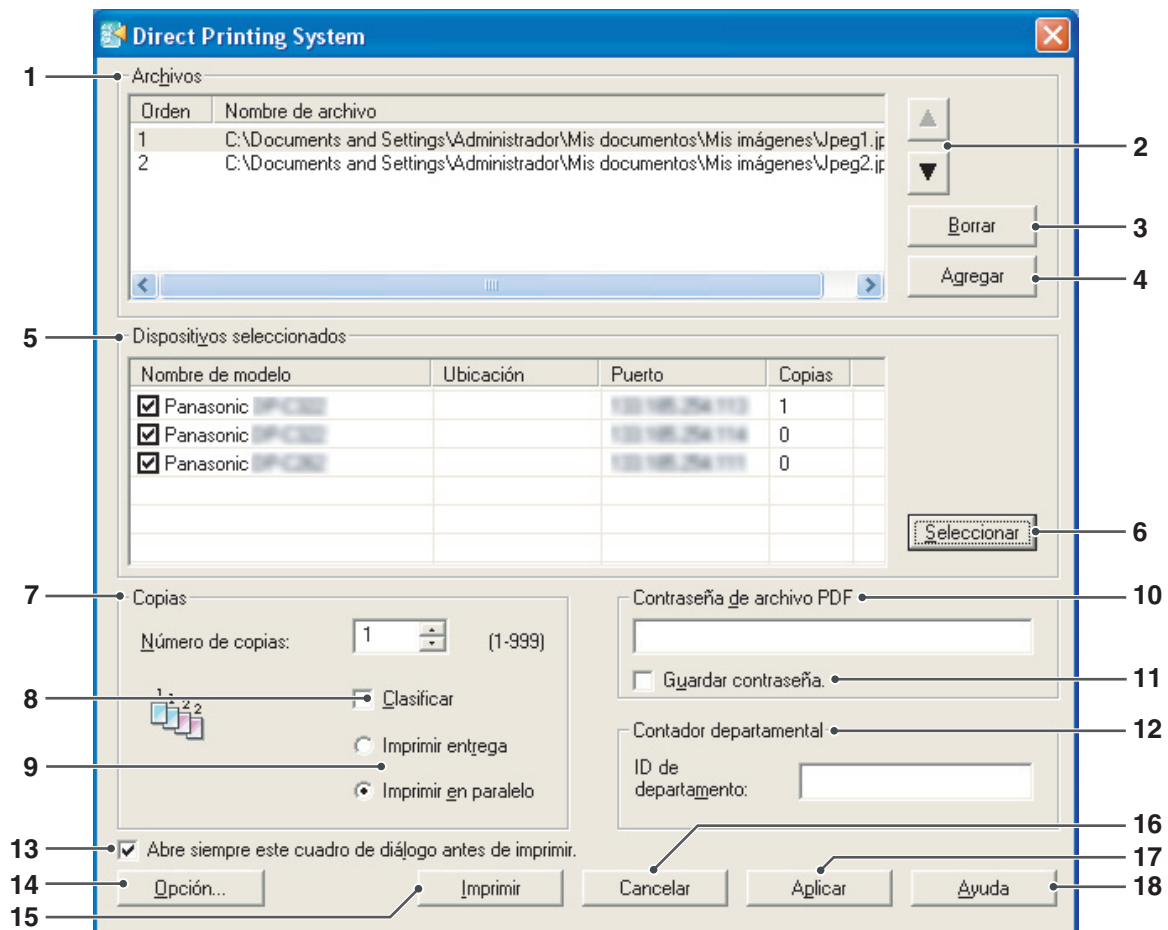 Direct Printing System
1 Archivos
Orden Nombre de archivo
1 C:\Documents and Settings\Administrador\Mis documentos\Mis imágenes\Jpeg1.jp
2 C:\Documents and Settings\Administrador\Mis documentos\Mis imágenes\Jpeg2.jp
2
Borrar 3
Agregar 4
5 Dispositivos seleccionados
Nombre de modelo Ubicación Puerto Copias
Panasonic 1
Panasonic 0
Panasonic 0
Seleccionar 6
7 Copias
Número de copias: 1 (1-999)
8 Clasificar
1 1 2 2
Imprimir entrega
9
Imprimir en paralelo
Contraseña de archivo PDF 10
Guardar contraseña. 11
Contador departamental 12
ID de
departamento:
13 Abre siempre este cuadro de diálogo antes de imprimir.
14 Opción...
15 Imprimir
16 Cancelar
17 Aplicar
Ayuda 18